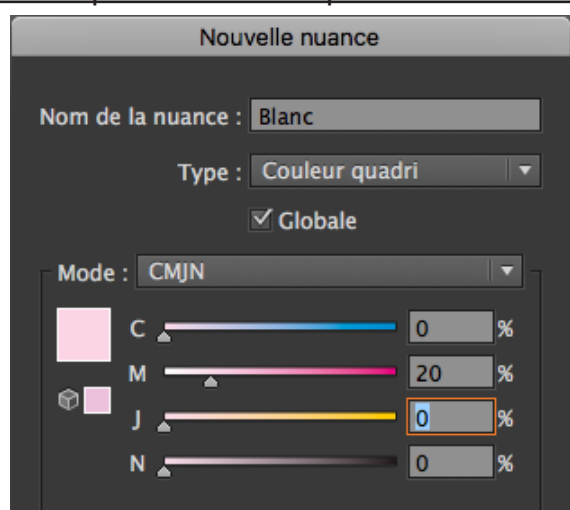 Nouvelle nuance
Nom de la nuance : Blanc
Type : Couleur quadri
Globale
Mode : CMJN
C 0 %
M 20 %
J 0 %
N 0 %